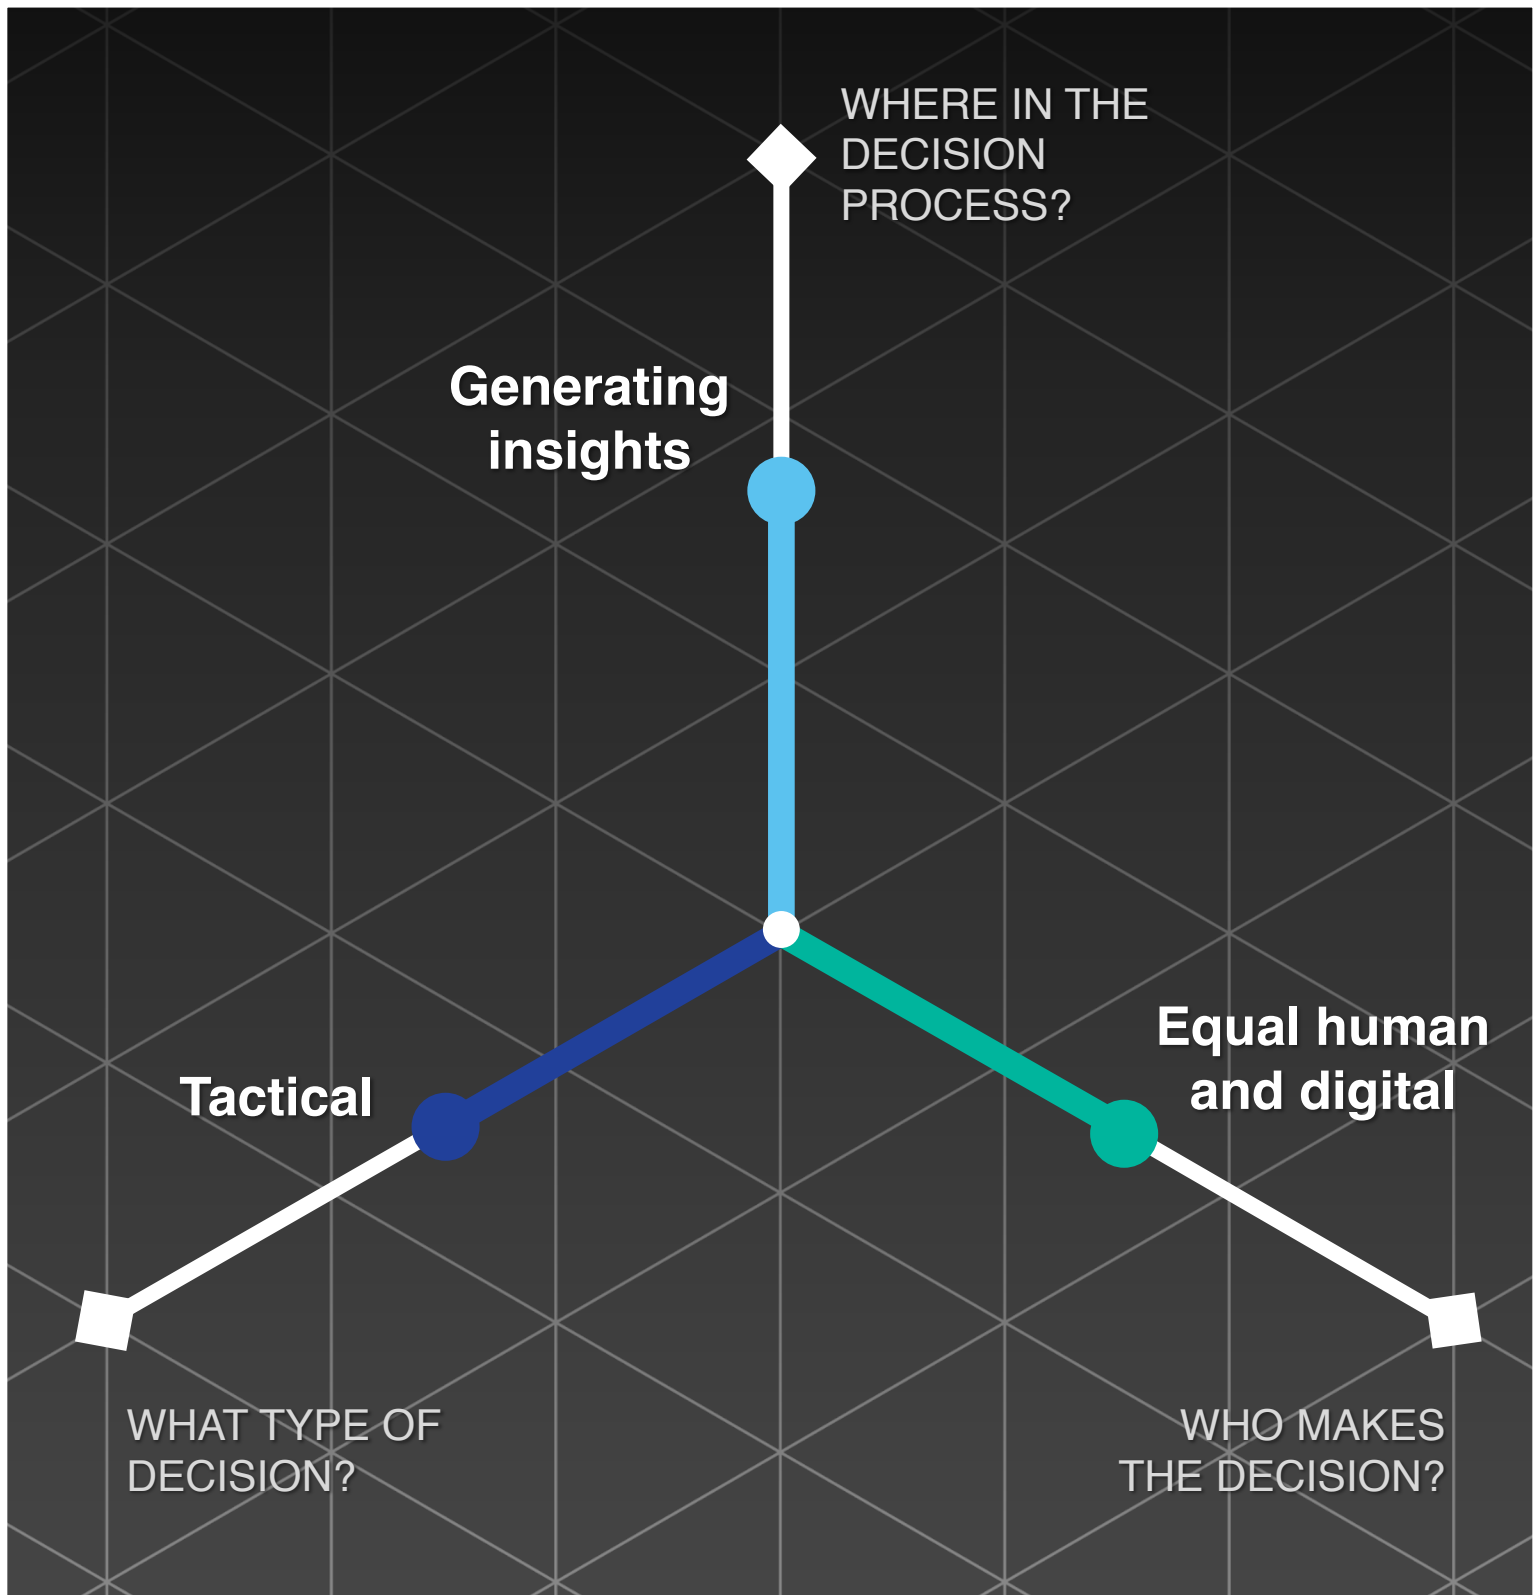 WHERE IN THE
DECISION
PROCESS?
Generating
insights
Equal human
and digital
Tactical
WHAT TYPE OF
DECISION?
WHO MAKES
THE DECISION?